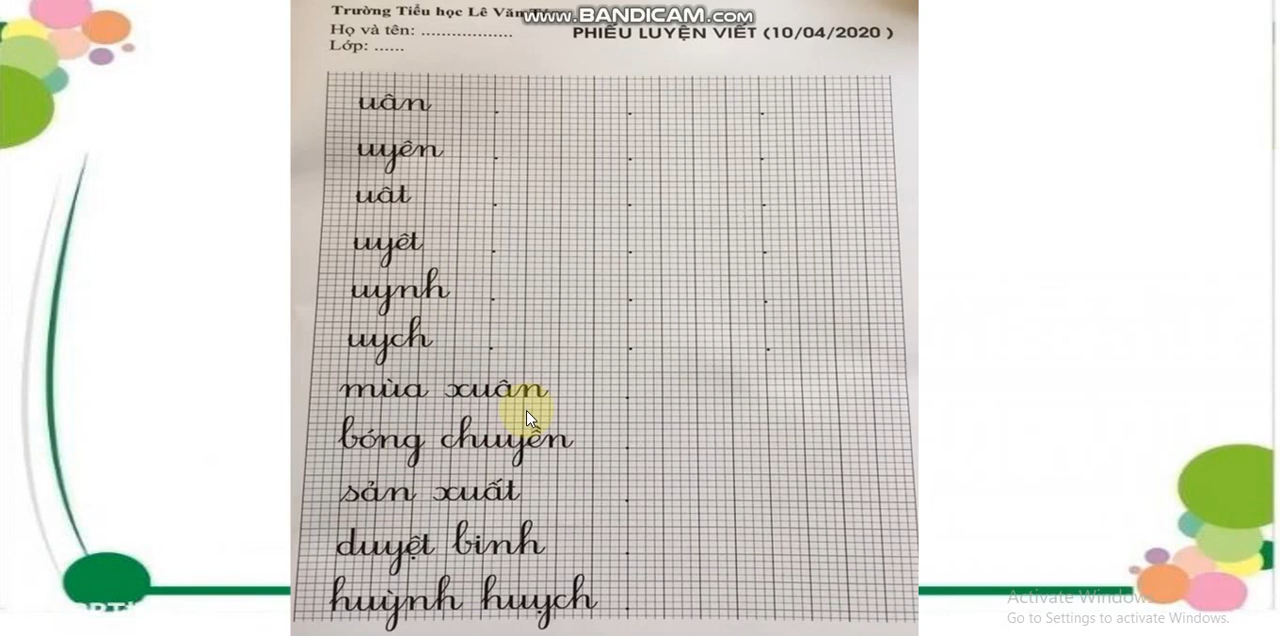 www.BANDICAM.com
Trường Tiểu học Lê Văn
Họ và tên: ..................
PHIẾU LUYỆN VIẾT (10/04/2020 )
Lớp: ......
uân
uyên
uât
uyêt
uynh
uych
mùa xuân
bóng chuyền
sản xuất
duyệt binh
huỳnh huỵch
Activate Windows
Go to Settings to activate Windows.